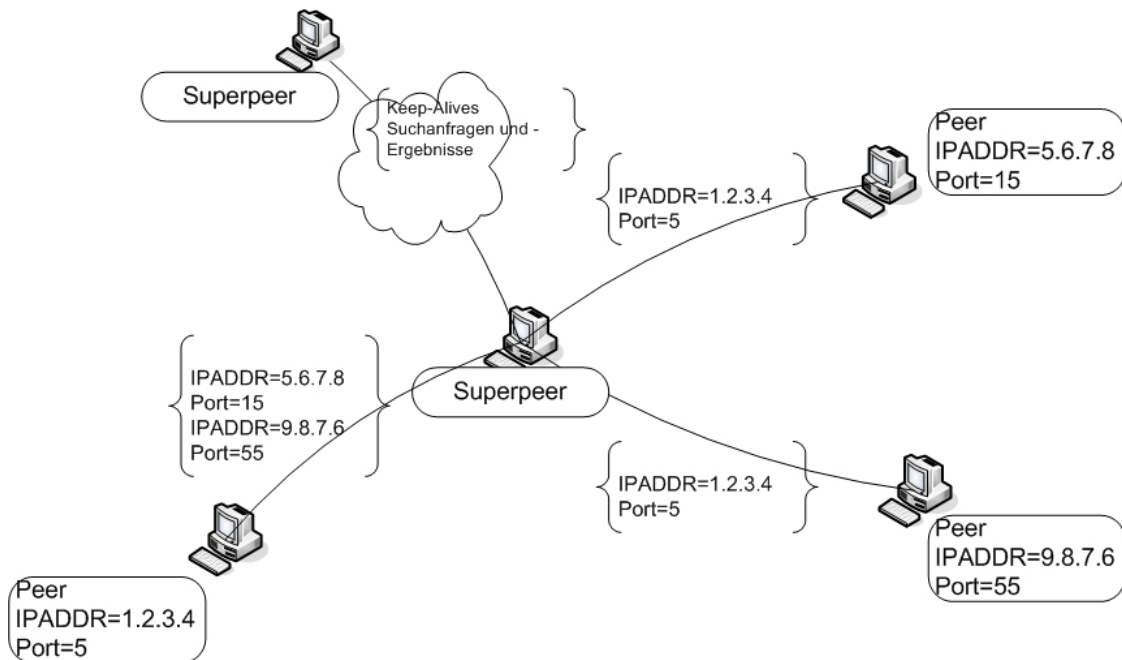 Superpeer
Keep-Alives
Suchanfragen und -
Ergebnisse
Peer
IPADDR=5.6.7.8
Port=15
IPADDR=1.2.3.4
Port=5
Superpeer
IPADDR=5.6.7.8
Port=15
IPADDR=9.8.7.6
Port=55
IPADDR=1.2.3.4
Port=5
Peer
IPADDR=9.8.7.6
Port=55
Peer
IPADDR=1.2.3.4
Port=5